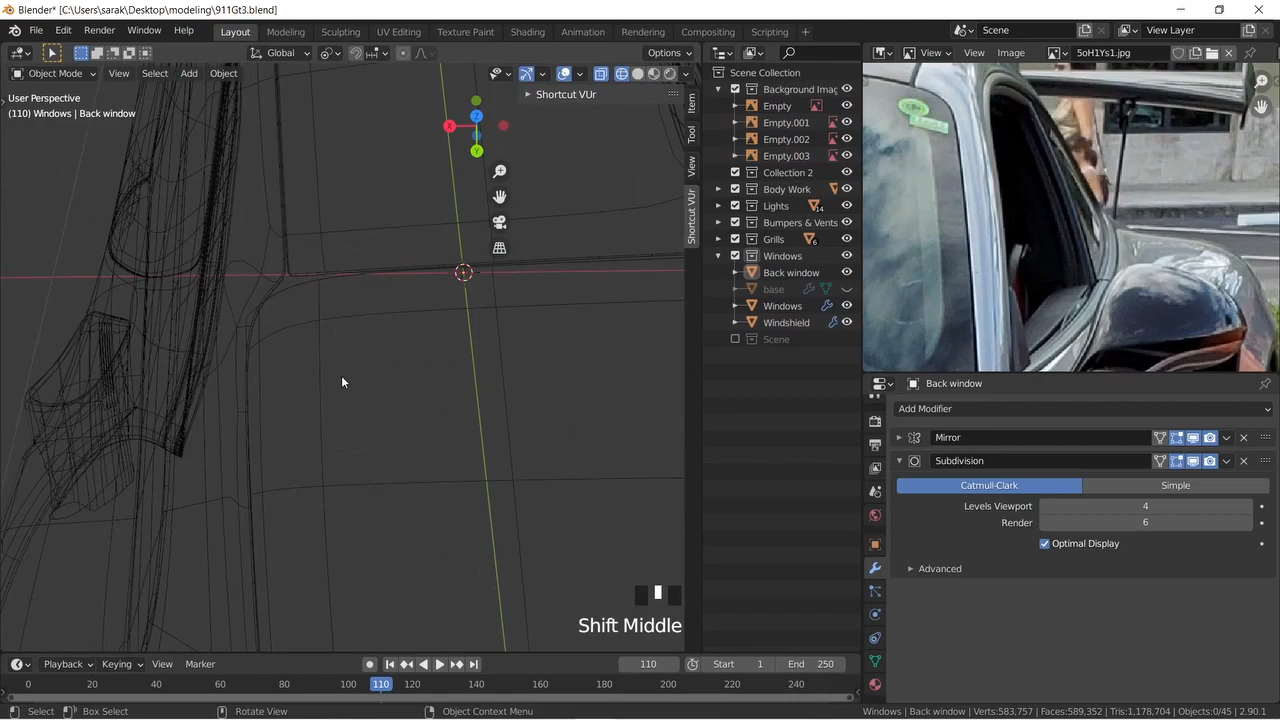 Blender* [C:\Users\sarak\Desktop\modeling\911Gt3.blend]
File Edit Render Window Help Layout Modeling Sculpting UV Editing Texture Paint Shading Animation Rendering Compositing Scripting + Scene View Layer
Global Options View Image 5oH1Ys1.jpg
Object Mode View Select Add Object
User Perspective
(110) Windows | Back window
Shortcut VUr
X
Z
Y
Item
Tool
View
Shortcut VUr
Scene Collection
Background Imag
Empty
Empty.001
Empty.002
Empty.003
Collection 2
Body Work
Lights 14
Bumpers & Vents
Grills 6
Windows
Back window
base
Windows
Windshield
Scene
Back window
Add Modifier
Mirror
Subdivision
Catmull-Clark Simple
Levels Viewport 4
Render 6
Optimal Display
Advanced
Shift Middle
Playback Keying View Marker 110 Start 1 End 250
0 20 40 60 80 100 110 120 140 160 180 200 220 240
Select Box Select Rotate View Object Context Menu Windows | Back window | Verts:583,757 | Faces:589,352 | Tris:1,178,704 | Objects:0/45 | 2.90.1